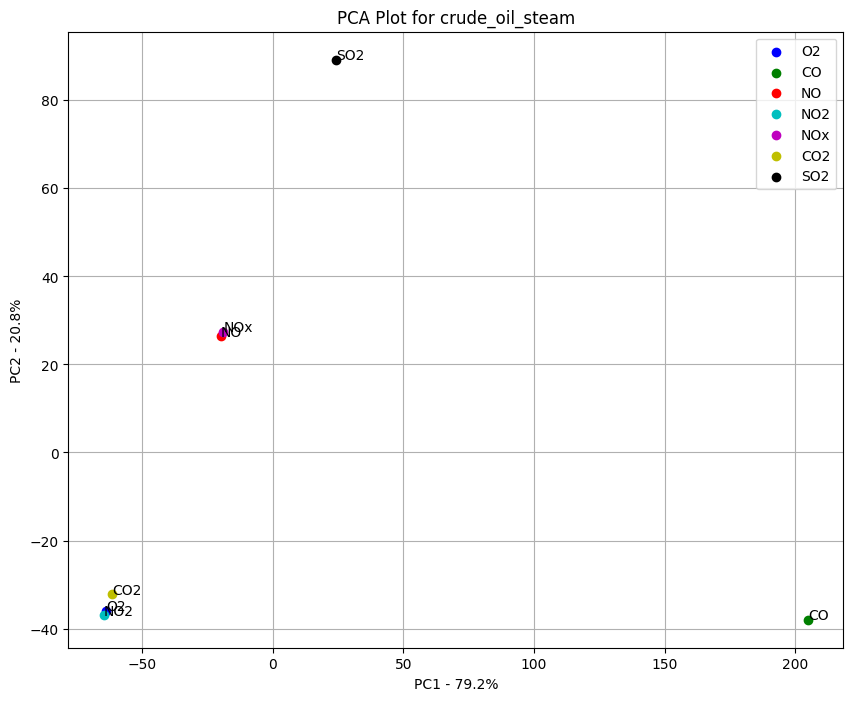 PCA Plot for crude_oil_steam
SO2
O2
CO
NO
NO2
NOx
CO2
SO2
80
60
40
20
0
−20
−40
PC2 - 20.8%
NOx
NO
CO2
O2
NO2
CO
−50
0
50
100
150
200
PC1 - 79.2%